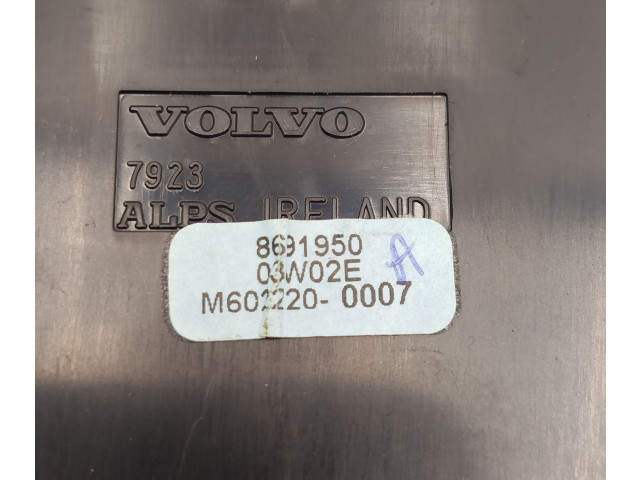 VOLVO
7923
ALPS IRELAND
8691950
03W02E A
M602220-0007